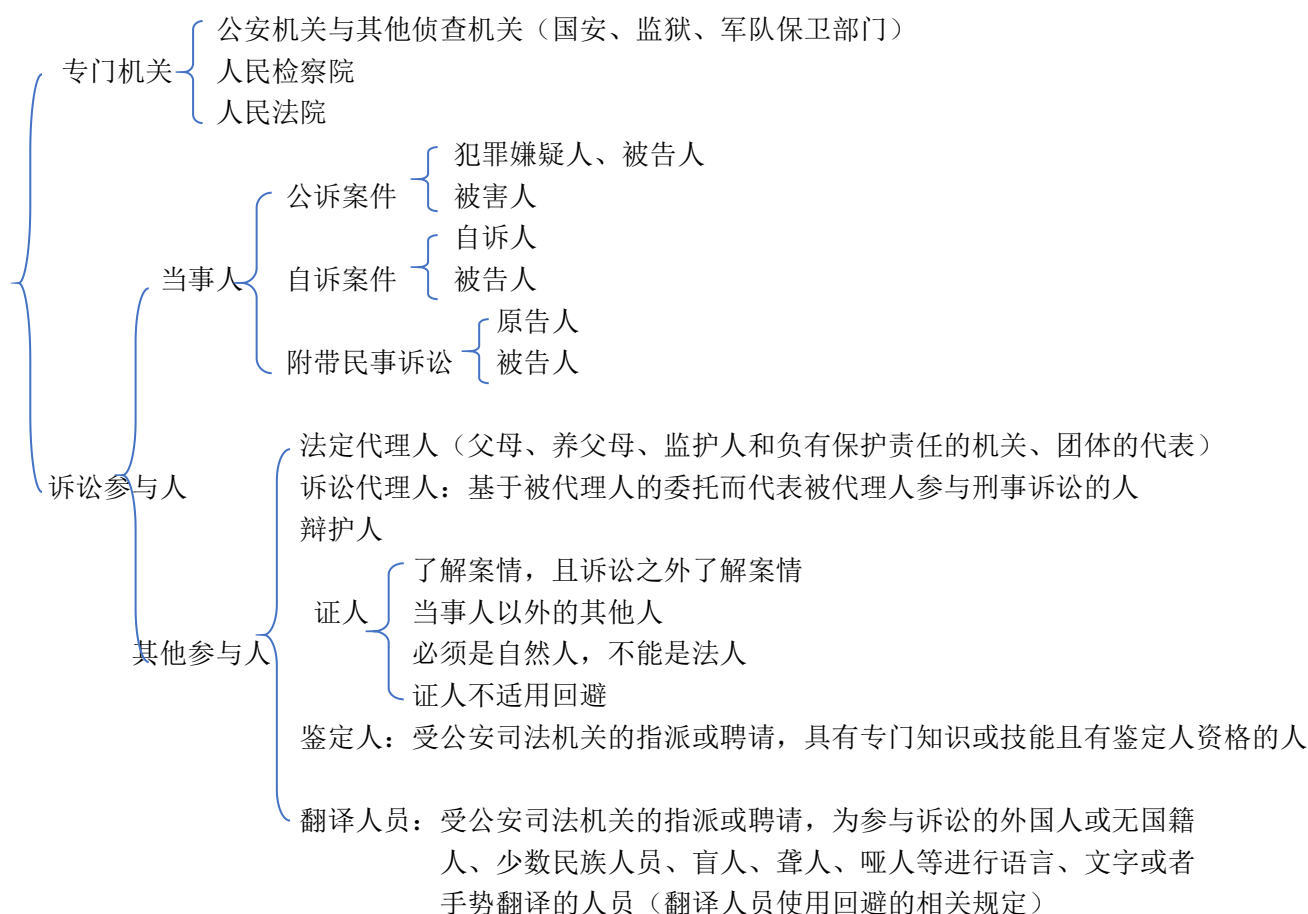 公安机关与其他侦查机关（国安、监狱、军队保卫部门）
专门机关
人民检察院
人民法院
犯罪嫌疑人、被告人
公诉案件
被害人
自诉人
当事人
自诉案件
被告人
原告人
附带民事诉讼
被告人
法定代理人（父母、养父母、监护人和负有保护责任的机关、团体的代表）
诉讼参与人
诉讼代理人：基于被代理人的委托而代表被代理人参与刑事诉讼的人
辩护人
了解案情，且诉讼之外了解案情
证人
当事人以外的其他人
其他参与人
必须是自然人，不能是法人
证人不适用回避
鉴定人：受公安司法机关的指派或聘请，具有专门知识或技能且有鉴定人资格的人
翻译人员：受公安司法机关的指派或聘请，为参与诉讼的外国人或无国籍
人、少数民族人员、盲人、聋人、哑人等进行语言、文字或者
手势翻译的人员（翻译人员使用回避的相关规定）